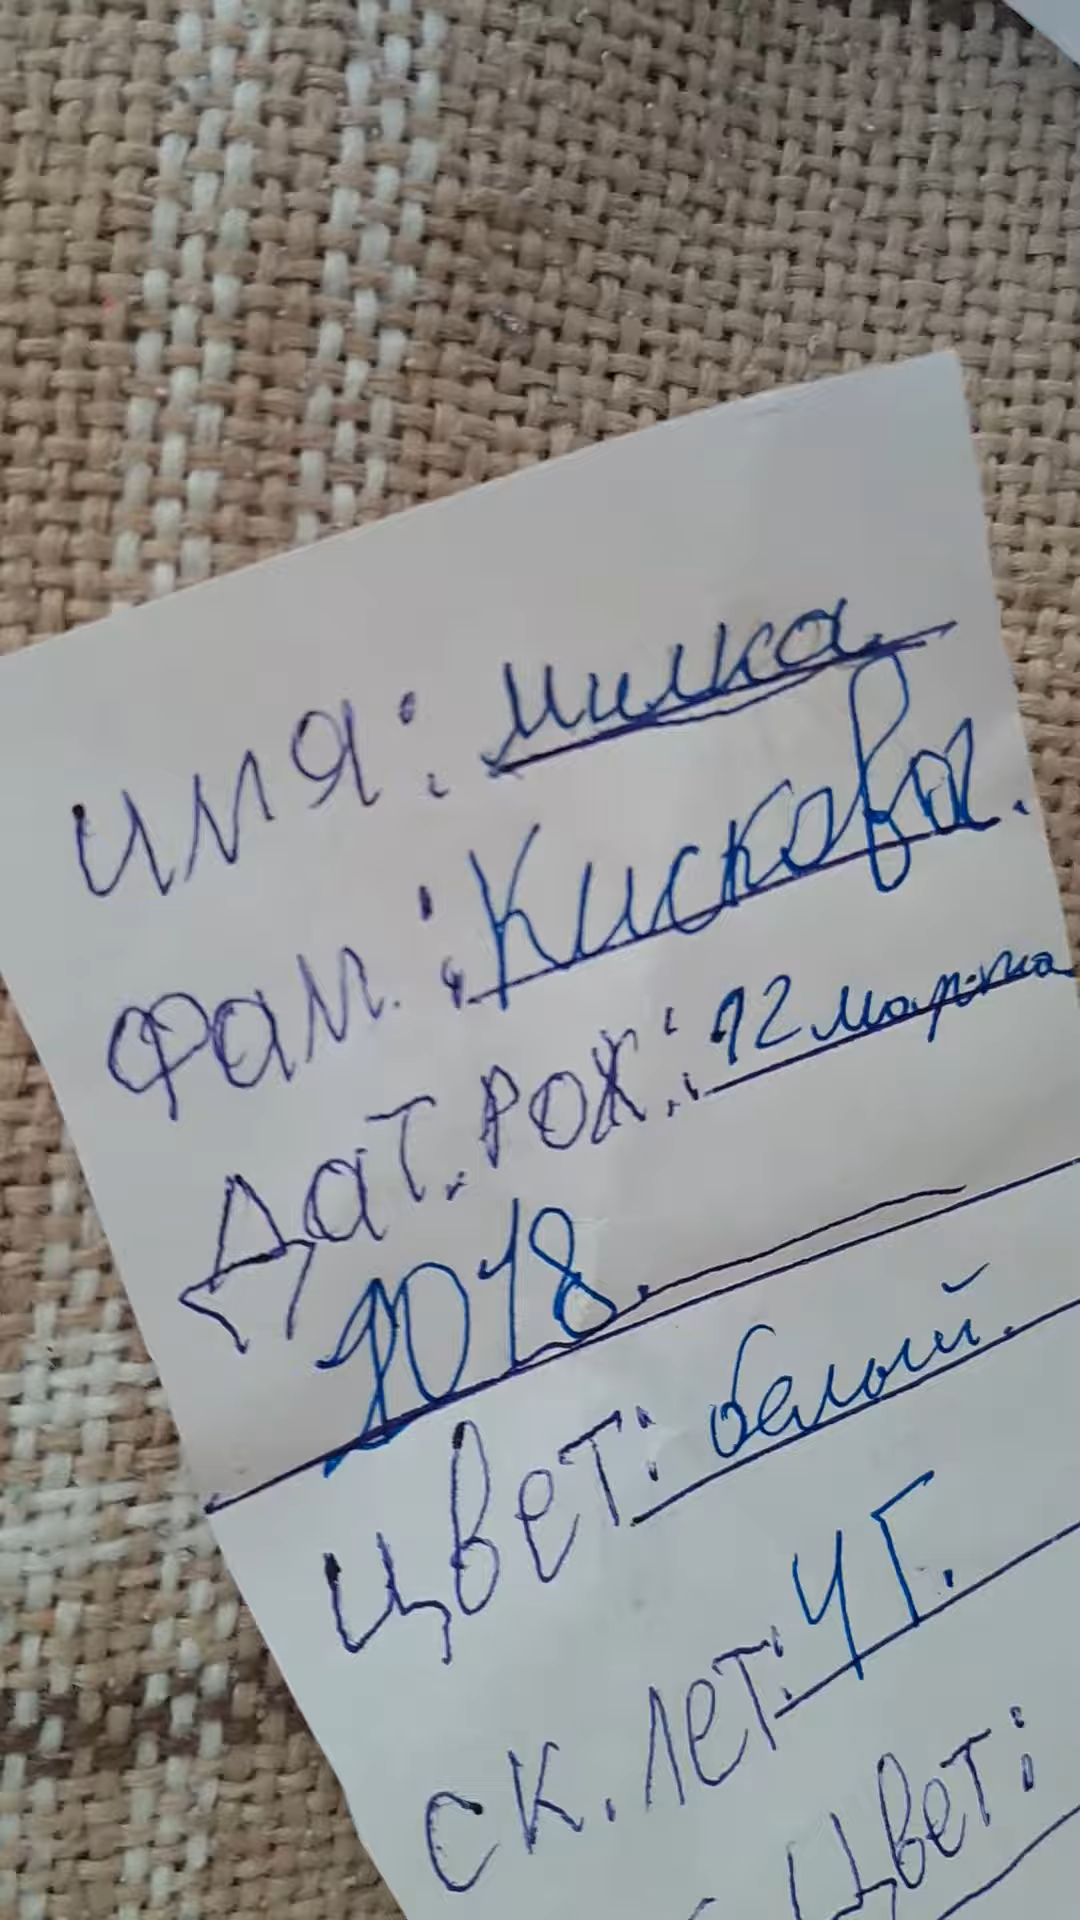 имя: милка
Фам.: Кискова.
Дат. рож.: 12 марта
2018.
цвет: белый.
ск. лет: 4 г.
цвет: